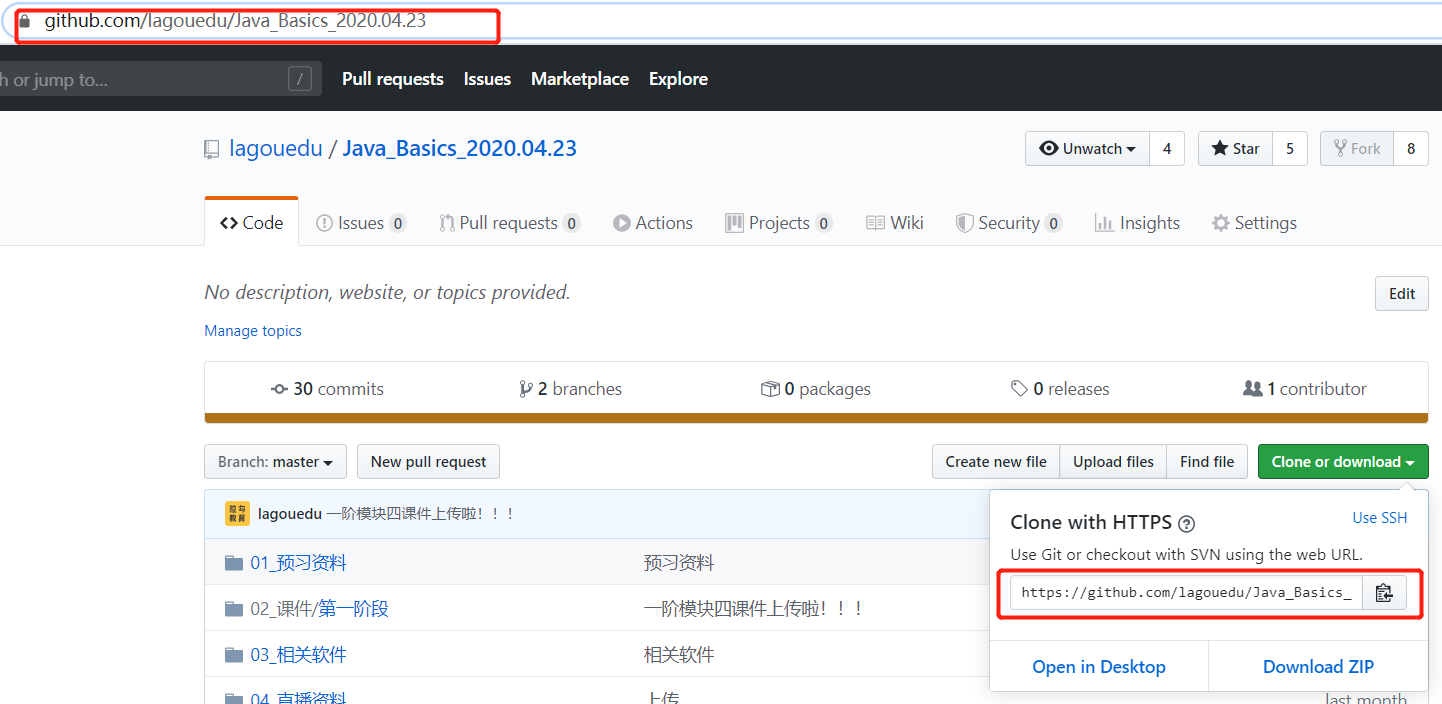 github.com/lagouedu/Java_Basics_2020.04.23
h or jump to... /
Pull requests Issues Marketplace Explore
lagouedu / Java_Basics_2020.04.23
Unwatch 4 Star 5 Fork 8
Code Issues 0 Pull requests 0 Actions Projects 0 Wiki Security 0 Insights Settings
No description, website, or topics provided. Edit
Manage topics
30 commits 2 branches 0 packages 0 releases 1 contributor
Branch: master New pull request Create new file Upload files Find file Clone or download
拉勾
教育
lagouedu 一阶模块四课件上传啦！！！
Clone with HTTPS ? Use SSH
Use Git or checkout with SVN using the web URL.
https://github.com/lagouedu/Java_Basics_
Open in Desktop Download ZIP
01_预习资料 预习资料
02_课件/第一阶段 一阶模块四课件上传啦！！！
03_相关软件 相关软件
04_直播资料 上传 last month